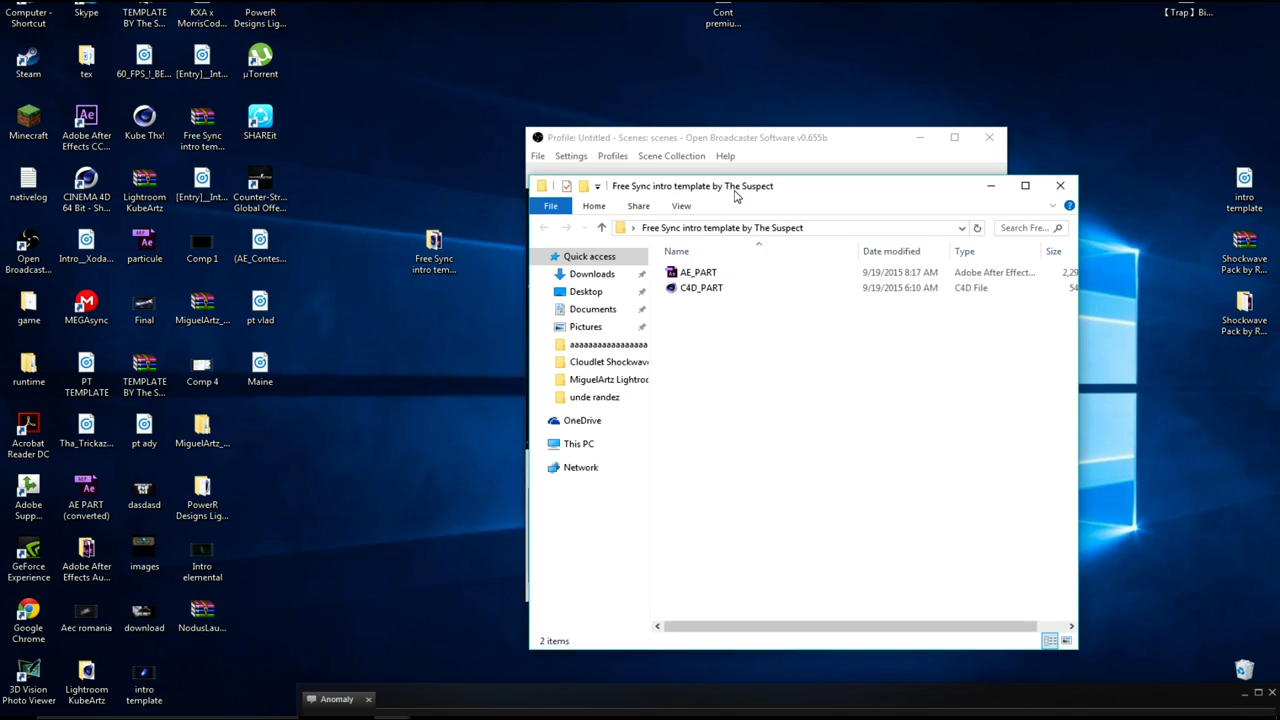 Computer -
Shortcut
Skype
TEMPLATE
BY The S...
KXA x
MorrisCod...
PowerR
Designs Lig...
Cont
premiu...
【Trap】Bi...
Steam
tex
60_FPS_!_BE...
[Entry]__Int...
µTorrent
Minecraft
Adobe After
Effects CC...
Kube Thx!
Free Sync
intro tem...
SHAREit
nativelog
CINEMA 4D
64 Bit - Sh...
Lightroom
KubeArtz
[Entry]__Int...
Counter-Str...
Global Offe...
Open
Broadcast...
Intro__Xoda...
particule
Comp 1
(AE_Contes...
Free Sync
intro tem...
game
MEGAsync
Final
MiguelArtz_...
pt vlad
runtime
PT
TEMPLATE
TEMPLATE
BY The S...
Comp 4
Maine
Acrobat
Reader DC
Tha_Trickaz...
pt ady
MiguelArtz_...
Adobe
Supp...
AE PART
(converted)
dasdasd
PowerR
Designs Lig...
GeForce
Experience
Adobe After
Effects Au...
images
Intro
elemental
Google
Chrome
Aec romania
download
NodusLau...
3D Vision
Photo Viewer
Lightroom
KubeArtz
intro
template
intro
template
Shockwave
Pack by R...
Shockwave
Pack by R...
Profile: Untitled - Scenes: scenes - Open Broadcaster Software v0.655b
File Settings Profiles Scene Collection Help
Free Sync intro template by The Suspect
File Home Share View
Free Sync intro template by The Suspect
Search Fre...
Name Date modified Type Size
AE_PART 9/19/2015 8:17 AM Adobe After Effect... 2,29
C4D_PART 9/19/2015 6:10 AM C4D File 54
Quick access
Downloads
Desktop
Documents
Pictures
aaaaaaaaaaaaaaaa
Cloudlet Shockwav
MiguelArtz Lightroo
unde randez
OneDrive
This PC
Network
2 items
Anomaly